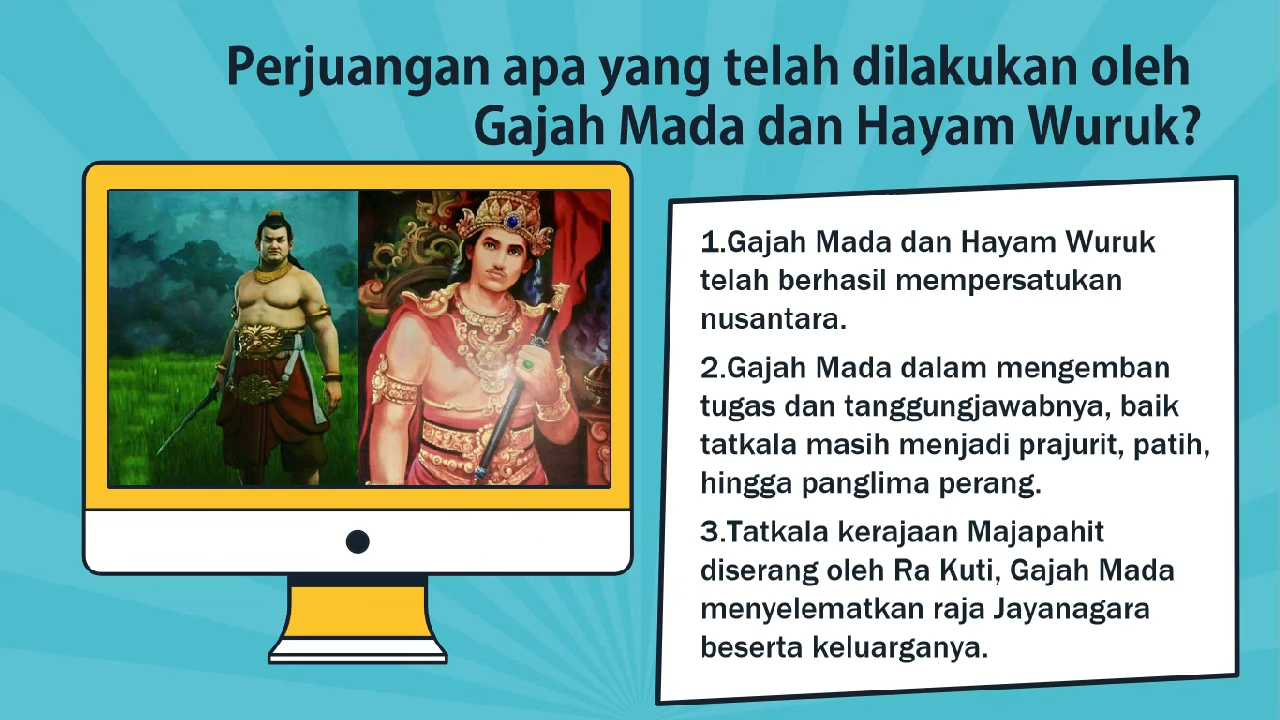 Perjuangan apa yang telah dilakukan oleh
Gajah Mada dan Hayam Wuruk?
1.Gajah Mada dan Hayam Wuruk
telah berhasil mempersatukan
nusantara.
2.Gajah Mada dalam mengemban
tugas dan tanggungjawabnya, baik
tatkala masih menjadi prajurit, patih,
hingga panglima perang.
3.Tatkala kerajaan Majapahit
diserang oleh Ra Kuti, Gajah Mada
menyelematkan raja Jayanagara
beserta keluarganya.